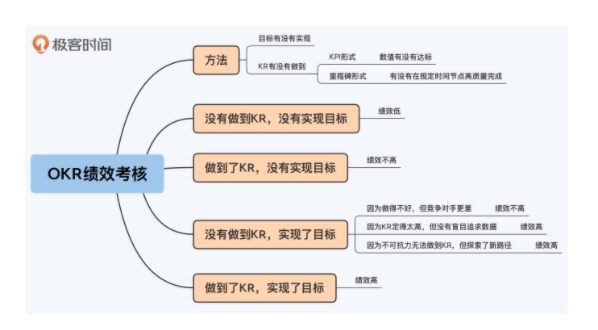 极客时间
目标有没有实现
方法
KPI形式 数值有没有达标
KR有没有做到
里程碑形式 有没有在规定时间节点高质量完成
没有做到KR，没有实现目标 绩效低
做到了KR，没有实现目标 绩效不高
OKR绩效考核
因为做得不好，但竞争对手更差 绩效不高
没有做到KR，实现了目标
因为KR定得太高，但没有盲目追求数据 绩效高
因为不可抗力无法做到KR，但探索了新路径 绩效高
做到了KR，实现了目标 绩效高